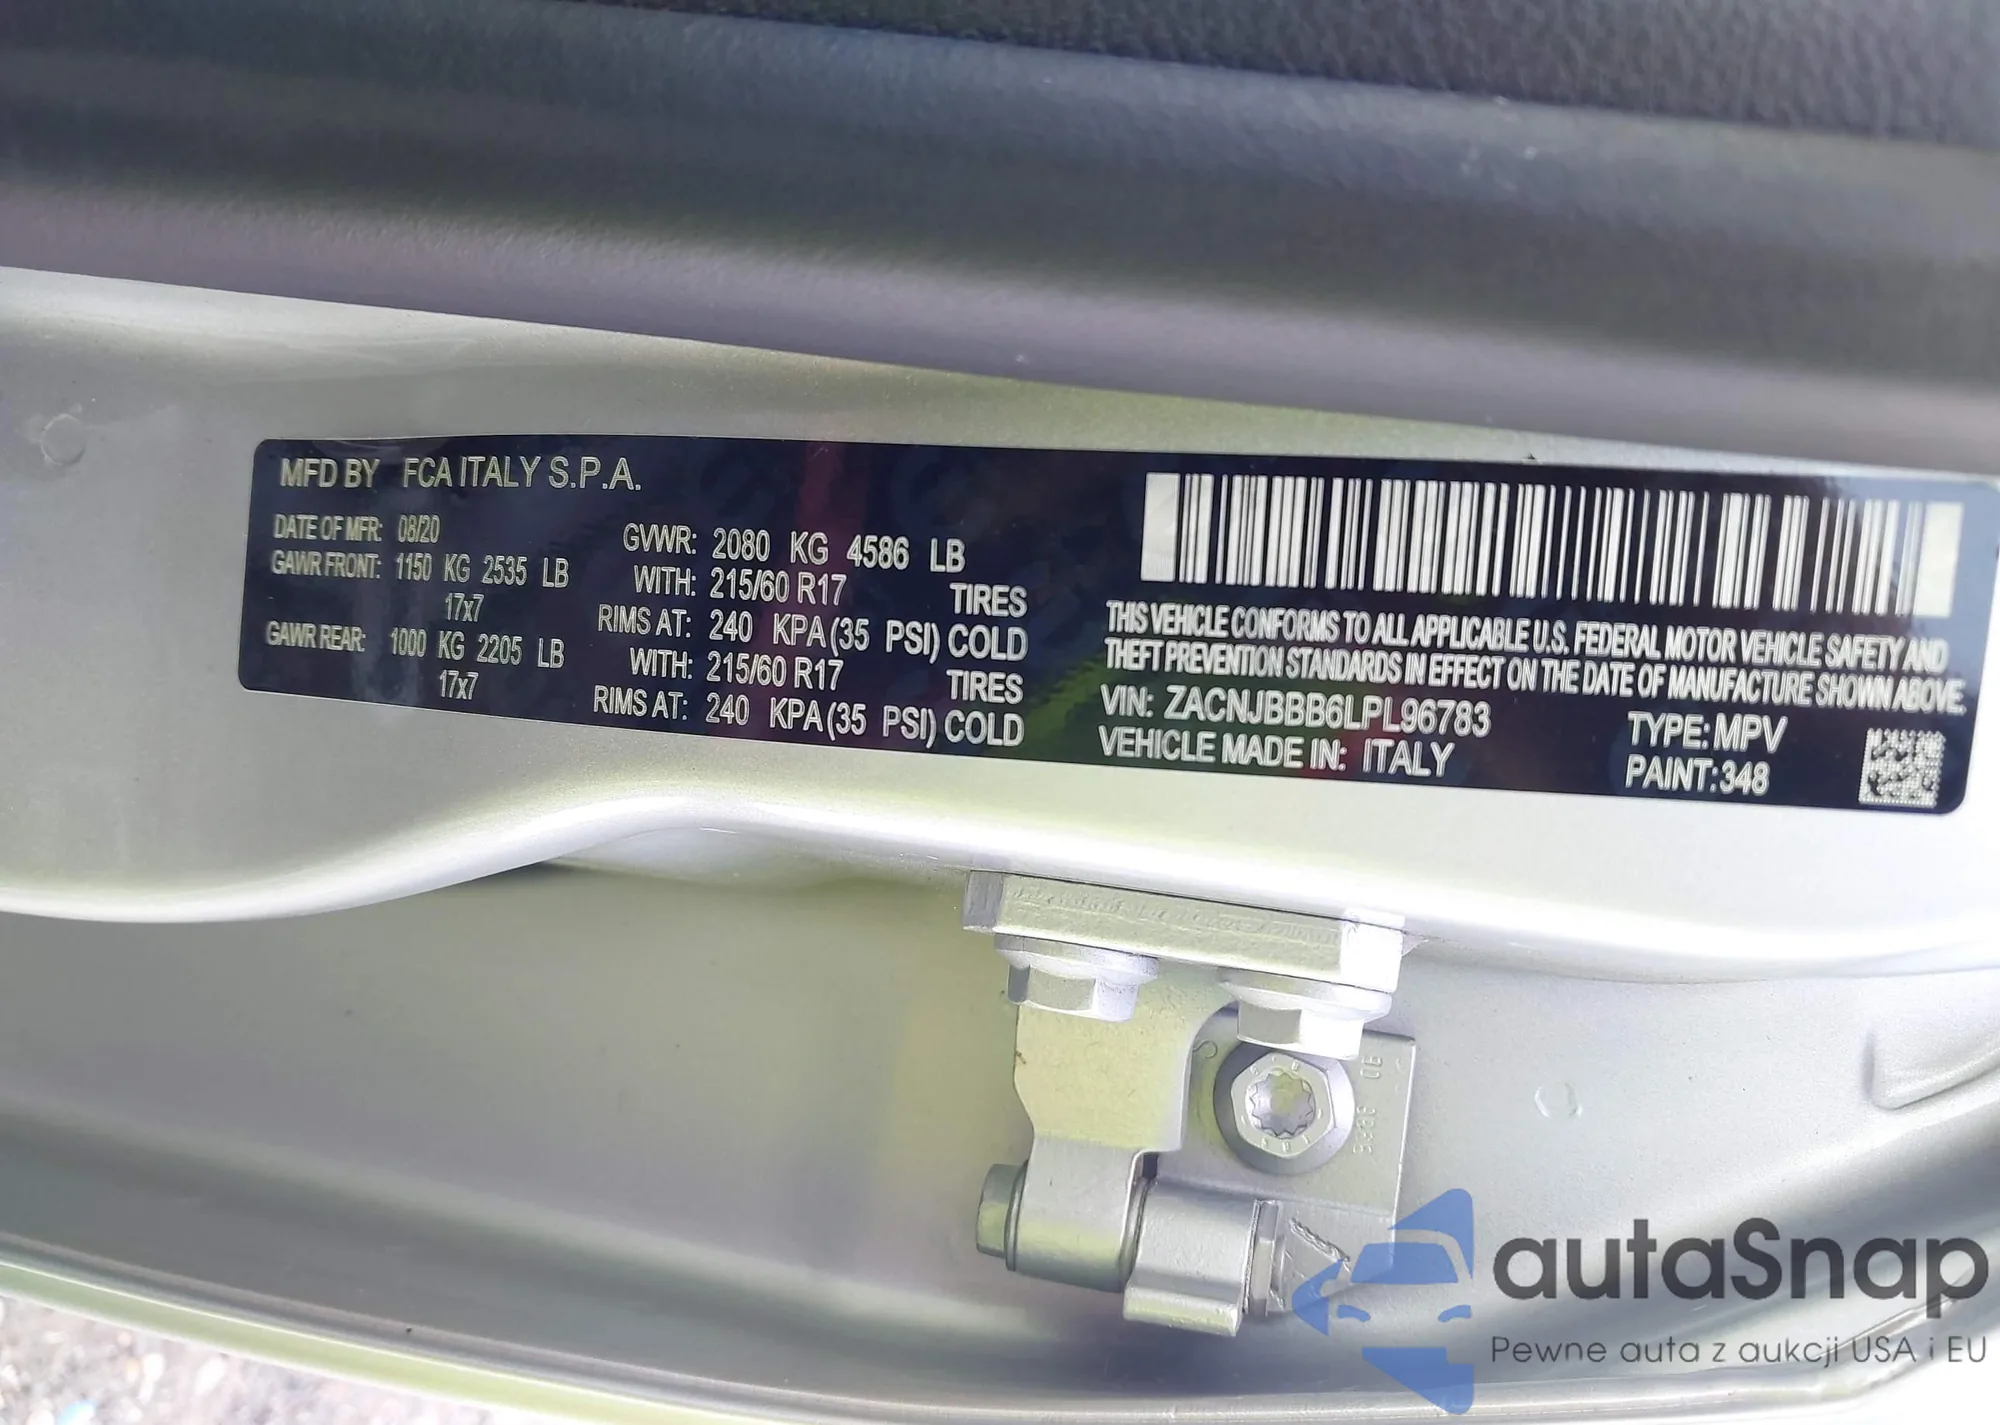 MFD BY FCA ITALY S.P.A.
DATE OF MFR: 08/20
GAWR FRONT: 1150 KG 2535 LB
17x7
GAWR REAR: 1000 KG 2205 LB
17x7
GVWR: 2080 KG 4586 LB
WITH: 215/60 R17 TIRES
RIMS AT: 240 KPA(35 PSI) COLD
WITH: 215/60 R17 TIRES
RIMS AT: 240 KPA(35 PSI) COLD
THIS VEHICLE CONFORMS TO ALL APPLICABLE U.S. FEDERAL MOTOR VEHICLE SAFETY AND
THEFT PREVENTION STANDARDS IN EFFECT ON THE DATE OF MANUFACTURE SHOWN ABOVE.
VIN: ZACNJBBB6LPL96783
VEHICLE MADE IN: ITALY
TYPE: MPV
PAINT: 348
autaSnap
Pewne auta z aukcji USA i EU